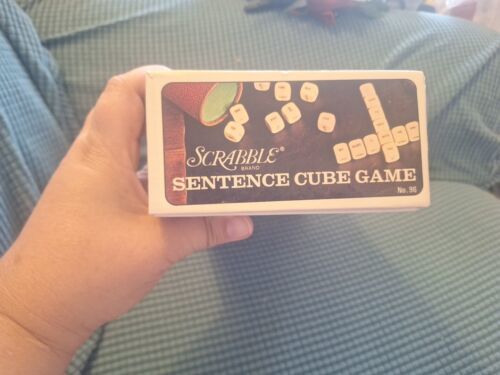 SCRABBLE®
BRAND
SENTENCE CUBE GAME
No. 96